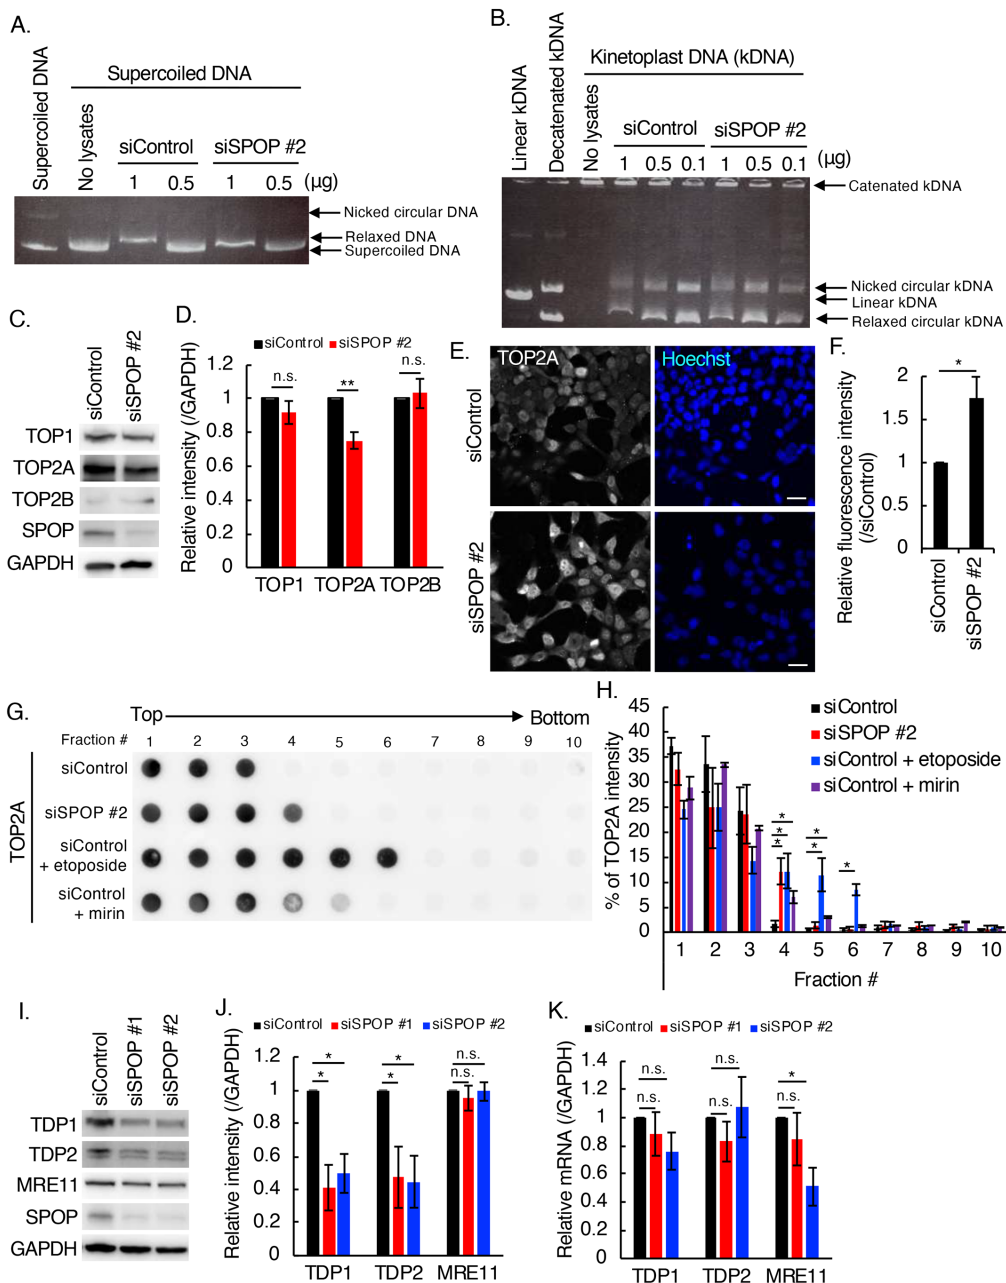 A.
Supercoiled DNA
Supercoiled DNA
No lysates
siControl
siSPOP #2
1
0.5
1
0.5
(μg)
Nicked circular DNA
Relaxed DNA
Supercoiled DNA
B.
Linear kDNA
Decatenated kDNA
Kinetoplast DNA (kDNA)
No lysates
siControl
siSPOP #2
1
0.5
0.1
1
0.5
0.1
(μg)
Catenated kDNA
Nicked circular kDNA
Linear kDNA
Relaxed circular kDNA
C.
siControl
siSPOP #2
TOP1
TOP2A
TOP2B
SPOP
GAPDH
D.
siControl
siSPOP #2
Relative intensity (/GAPDH)
1.2
1
0.8
0.6
0.4
0.2
0
n.s.
**
n.s.
TOP1
TOP2A
TOP2B
E.
TOP2A
Hoechst
siControl
siSPOP #2
F.
Relative fluorescence intensity
(/siControl)
2
1.5
1
0.5
0
*
siControl
siSPOP #2
G.
Top
Bottom
Fraction #
1
2
3
4
5
6
7
8
9
10
TOP2A
siControl
siSPOP #2
siControl
+ etoposide
siControl
+ mirin
H.
% of TOP2A intensity
45
40
35
30
25
20
15
10
5
0
siControl
siSPOP #2
siControl + etoposide
siControl + mirin
*
*
*
*
*
*
1
2
3
4
5
6
7
8
9
10
Fraction #
I.
siControl
siSPOP #1
siSPOP #2
TDP1
TDP2
MRE11
SPOP
GAPDH
J.
siControl
siSPOP #1
siSPOP #2
Relative intensity (/GAPDH)
1.2
1
0.8
0.6
0.4
0.2
0
*
*
*
*
n.s.
n.s.
TDP1
TDP2
MRE11
K.
siControl
siSPOP #1
siSPOP #2
Relative mRNA (/GAPDH)
1.4
1.2
1
0.8
0.6
0.4
0.2
0
n.s.
n.s.
n.s.
n.s.
*
n.s.
TDP1
TDP2
MRE11